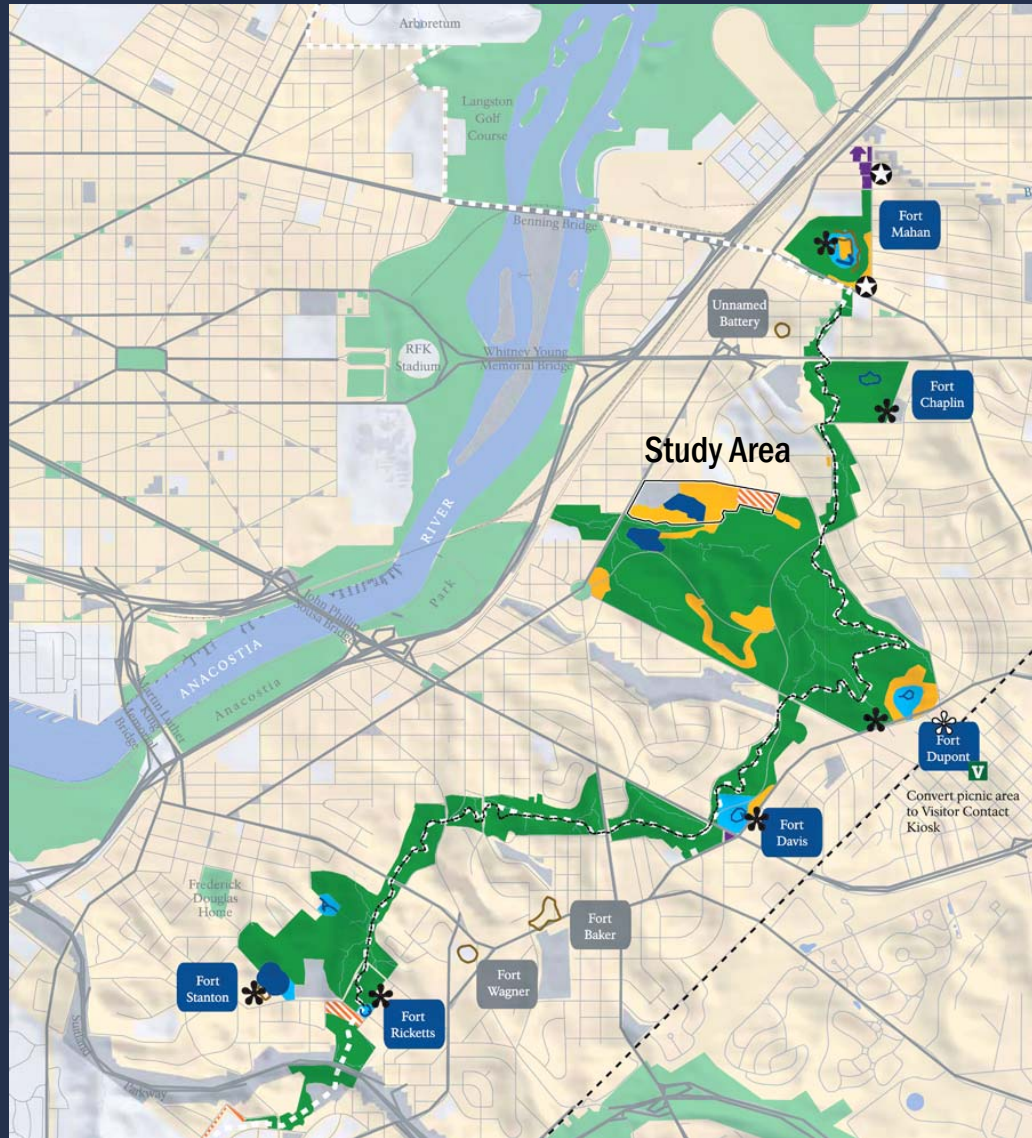 Arboretum
Langston
Golf
Course
Benning Bridge
Fort
Mahan
Unnamed
Battery
RFK
Stadium
Whitney Young
Memorial Bridge
Fort
Chaplin
Study Area
RIVER
Park
John Phillip
Sousa Bridge
ANACOSTIA
Anacostia
Martin Luther
King
Memorial
Bridge
Fort
Dupont
V
Convert picnic area
to Visitor Contact
Kiosk
Fort
Davis
Frederick
Douglas
Home
Fort
Baker
Fort
Wagner
Fort
Stanton
Fort
Ricketts
Suitland
Parkway